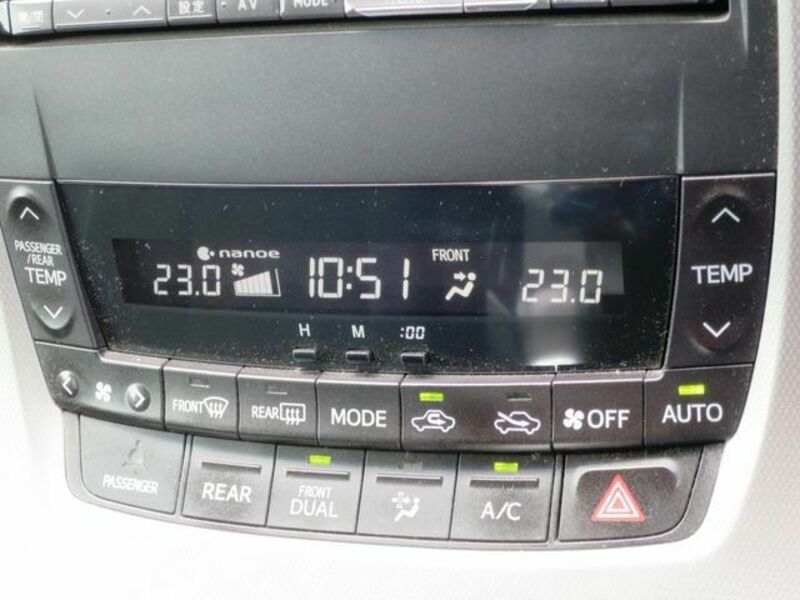 設定
AV
MODE
nanoe
FRONT
23.0
10:51
23.0
PASSENGER
/REAR
TEMP
TEMP
H
M
:00
FRONT
REAR
MODE
OFF
AUTO
PASSENGER
REAR
FRONT
DUAL
A/C